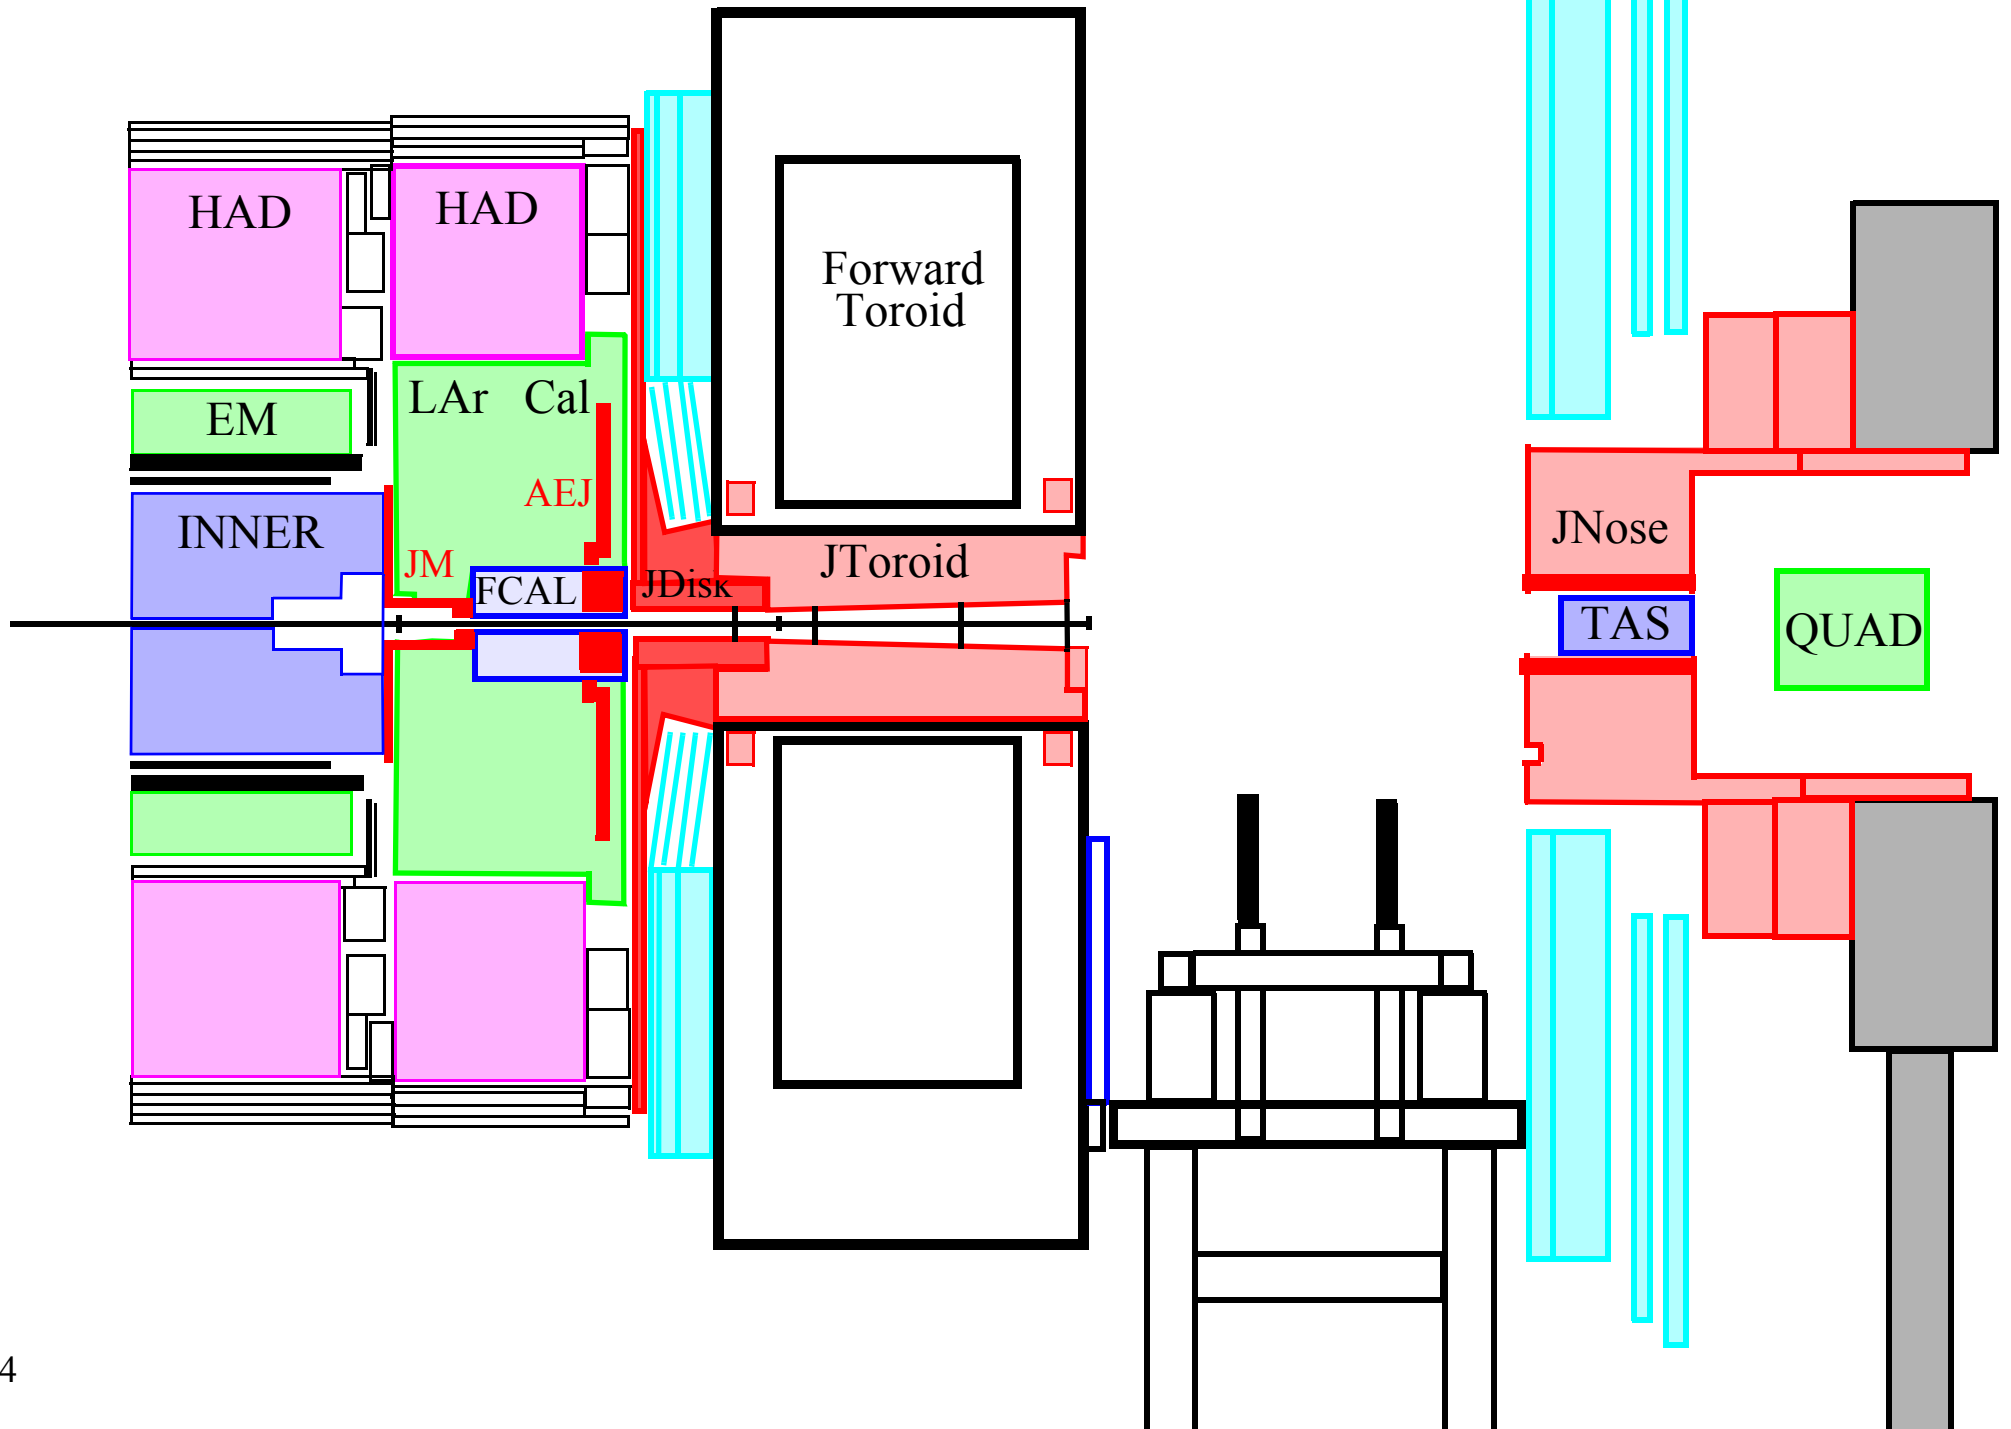 HAD
HAD
Forward
Toroid
LAr Cal
EM
AEJ
INNER
JNose
JM
JToroid
FCAL
JDisk
TAS
QUAD
4